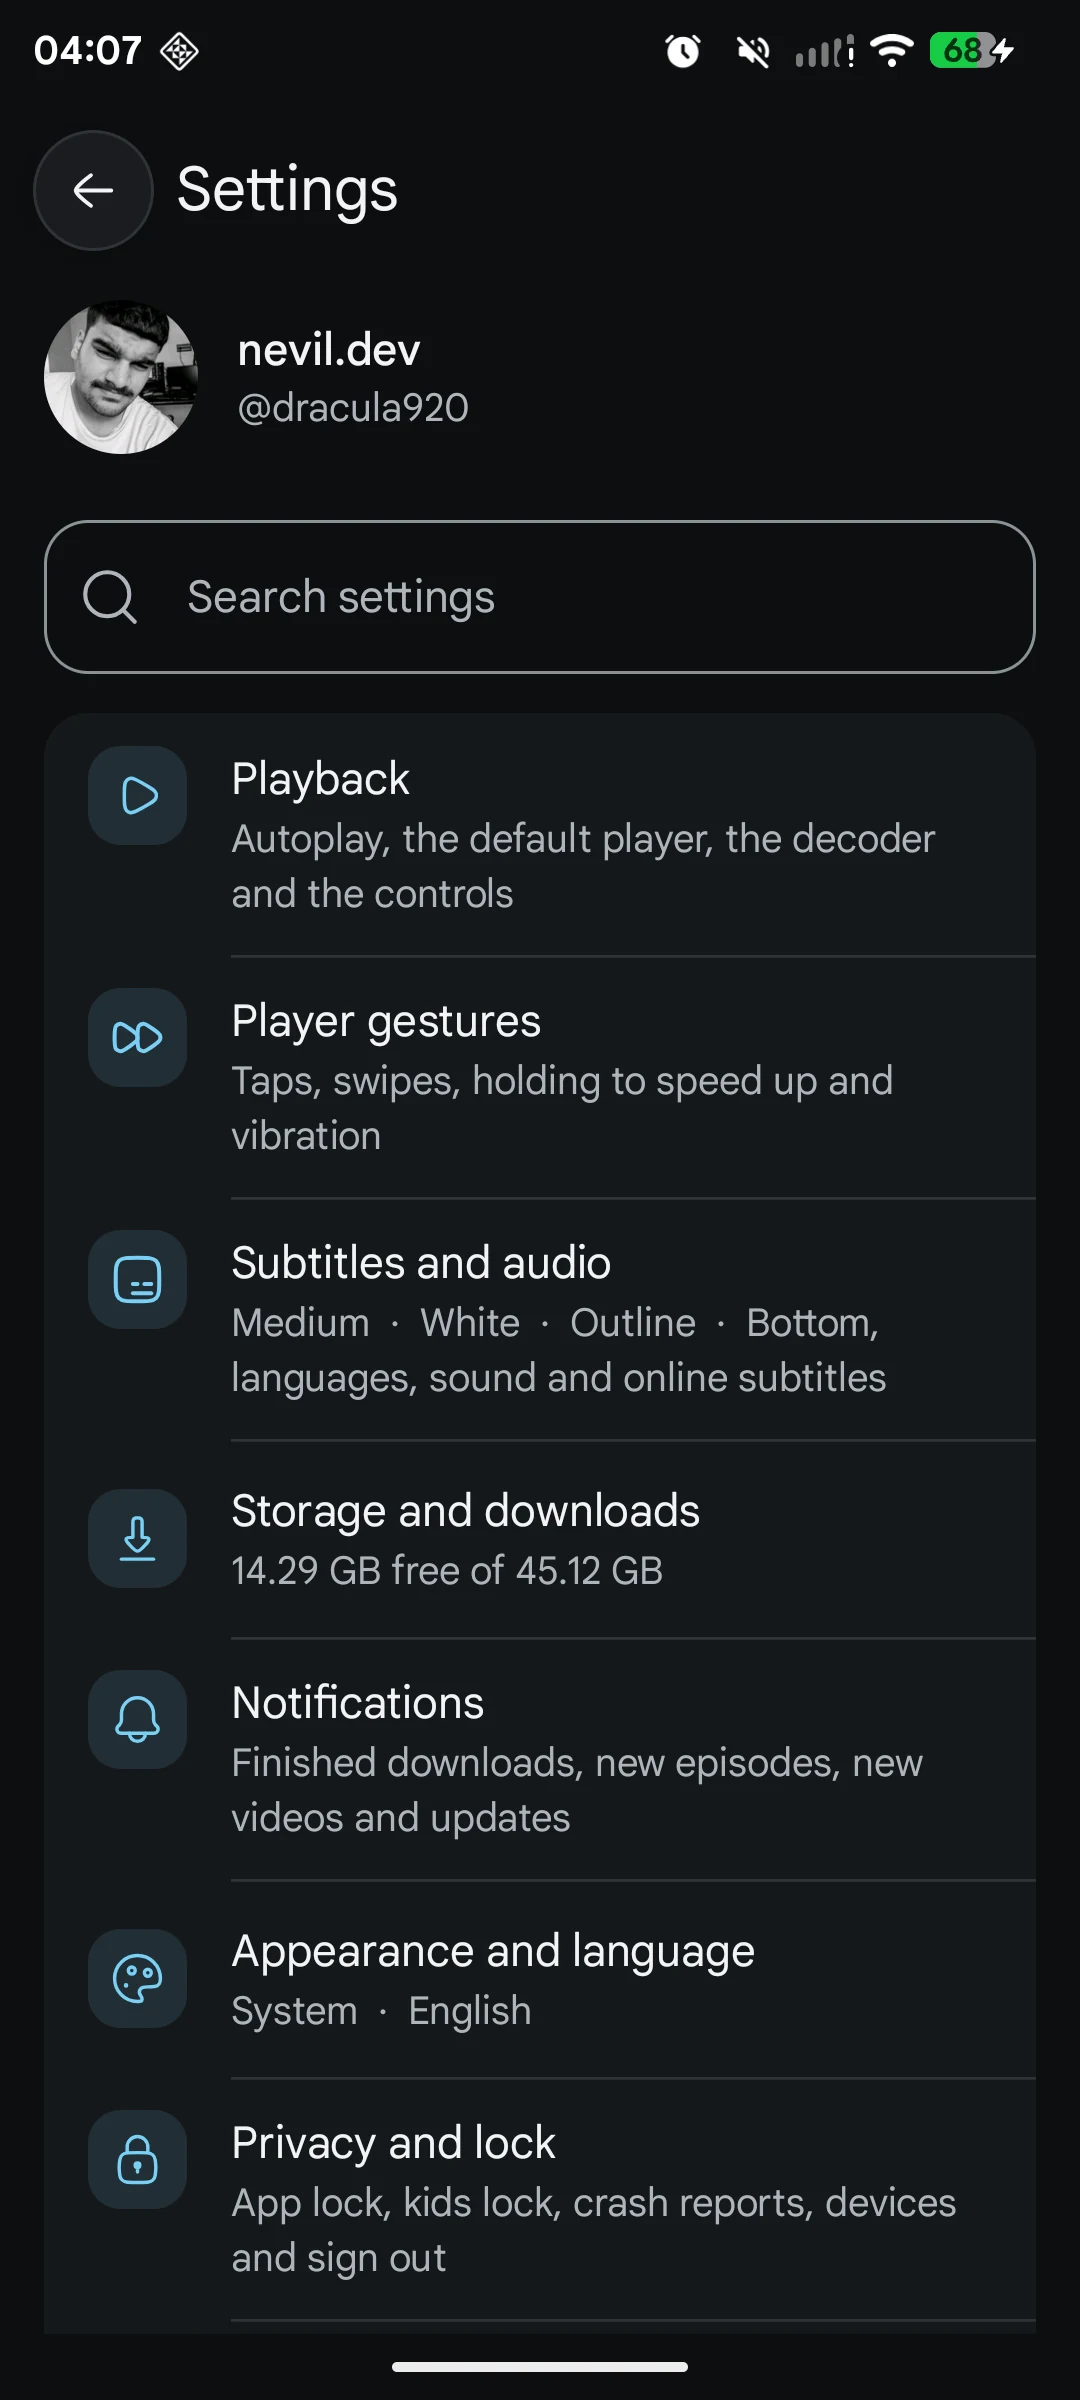 04:07
68
Settings
nevil.dev
@dracula920
Search settings
Playback
Autoplay, the default player, the decoder
and the controls
Player gestures
Taps, swipes, holding to speed up and
vibration
Subtitles and audio
Medium · White · Outline · Bottom,
languages, sound and online subtitles
Storage and downloads
14.29 GB free of 45.12 GB
Notifications
Finished downloads, new episodes, new
videos and updates
Appearance and language
System · English
Privacy and lock
App lock, kids lock, crash reports, devices
and sign out